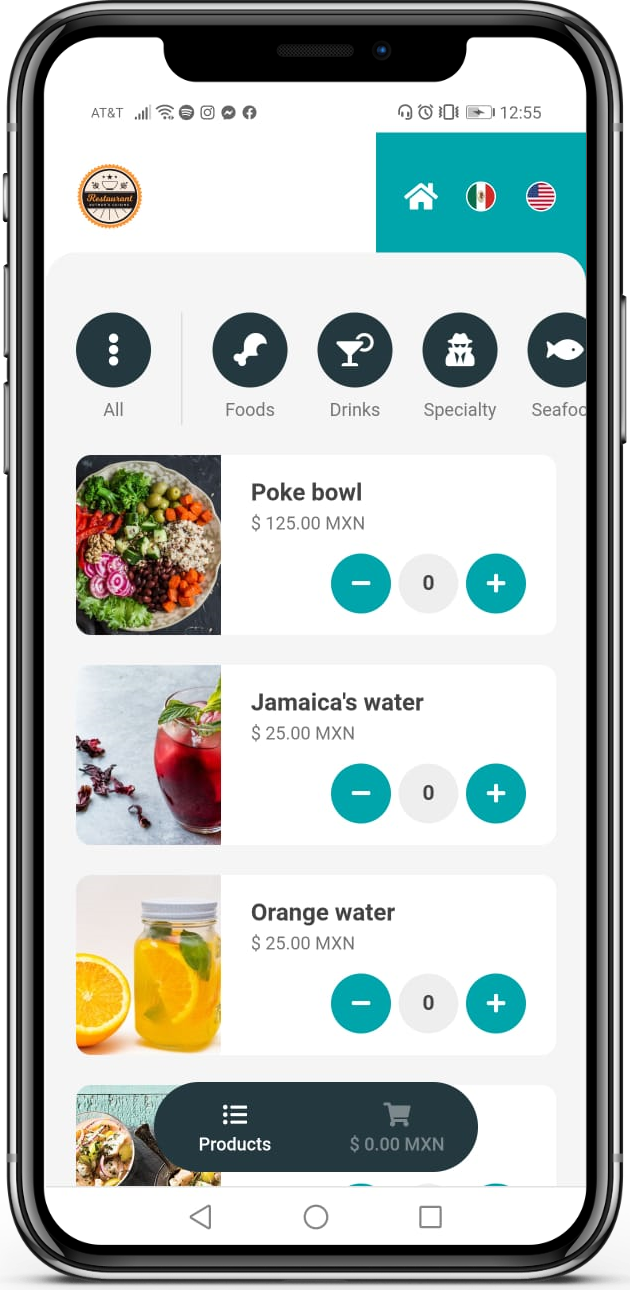 AT&T
12:55
Restaurant
All
Foods
Drinks
Specialty
Seafoo
Poke bowl
$ 125.00 MXN
0
Jamaica's water
$ 25.00 MXN
0
Orange water
$ 25.00 MXN
0
Products
$ 0.00 MXN